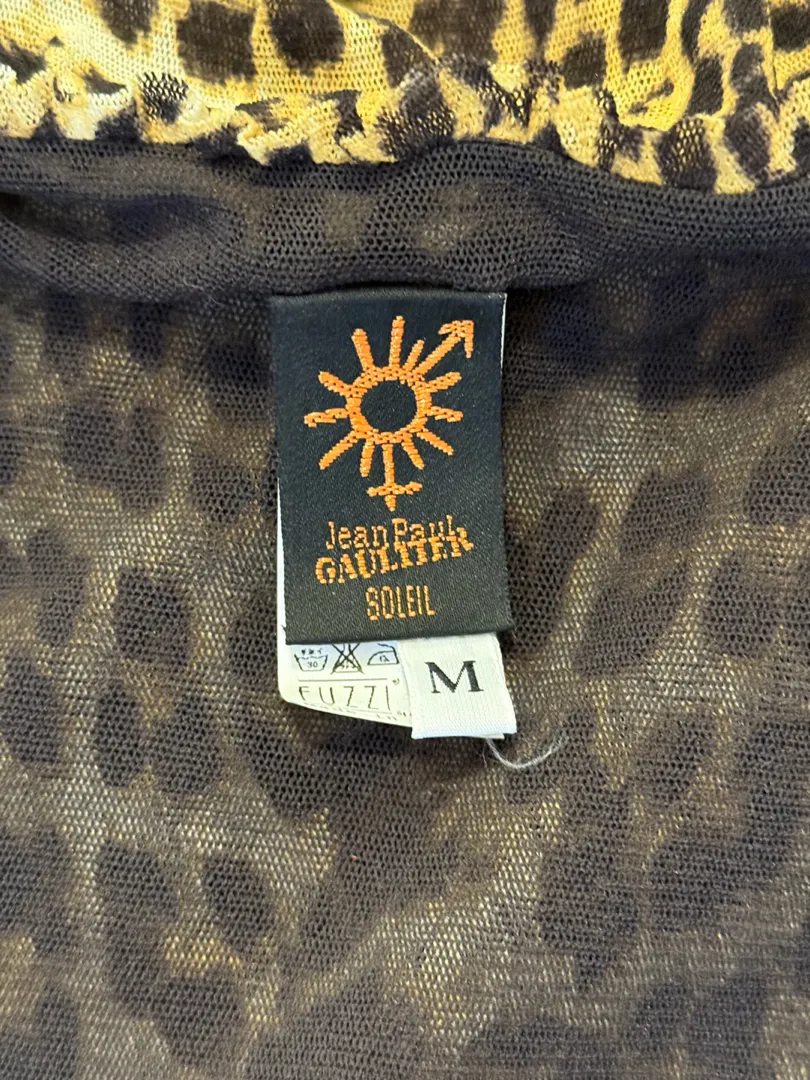 Jean Paul
GAULTIER
SOLEIL
FUZZI
M